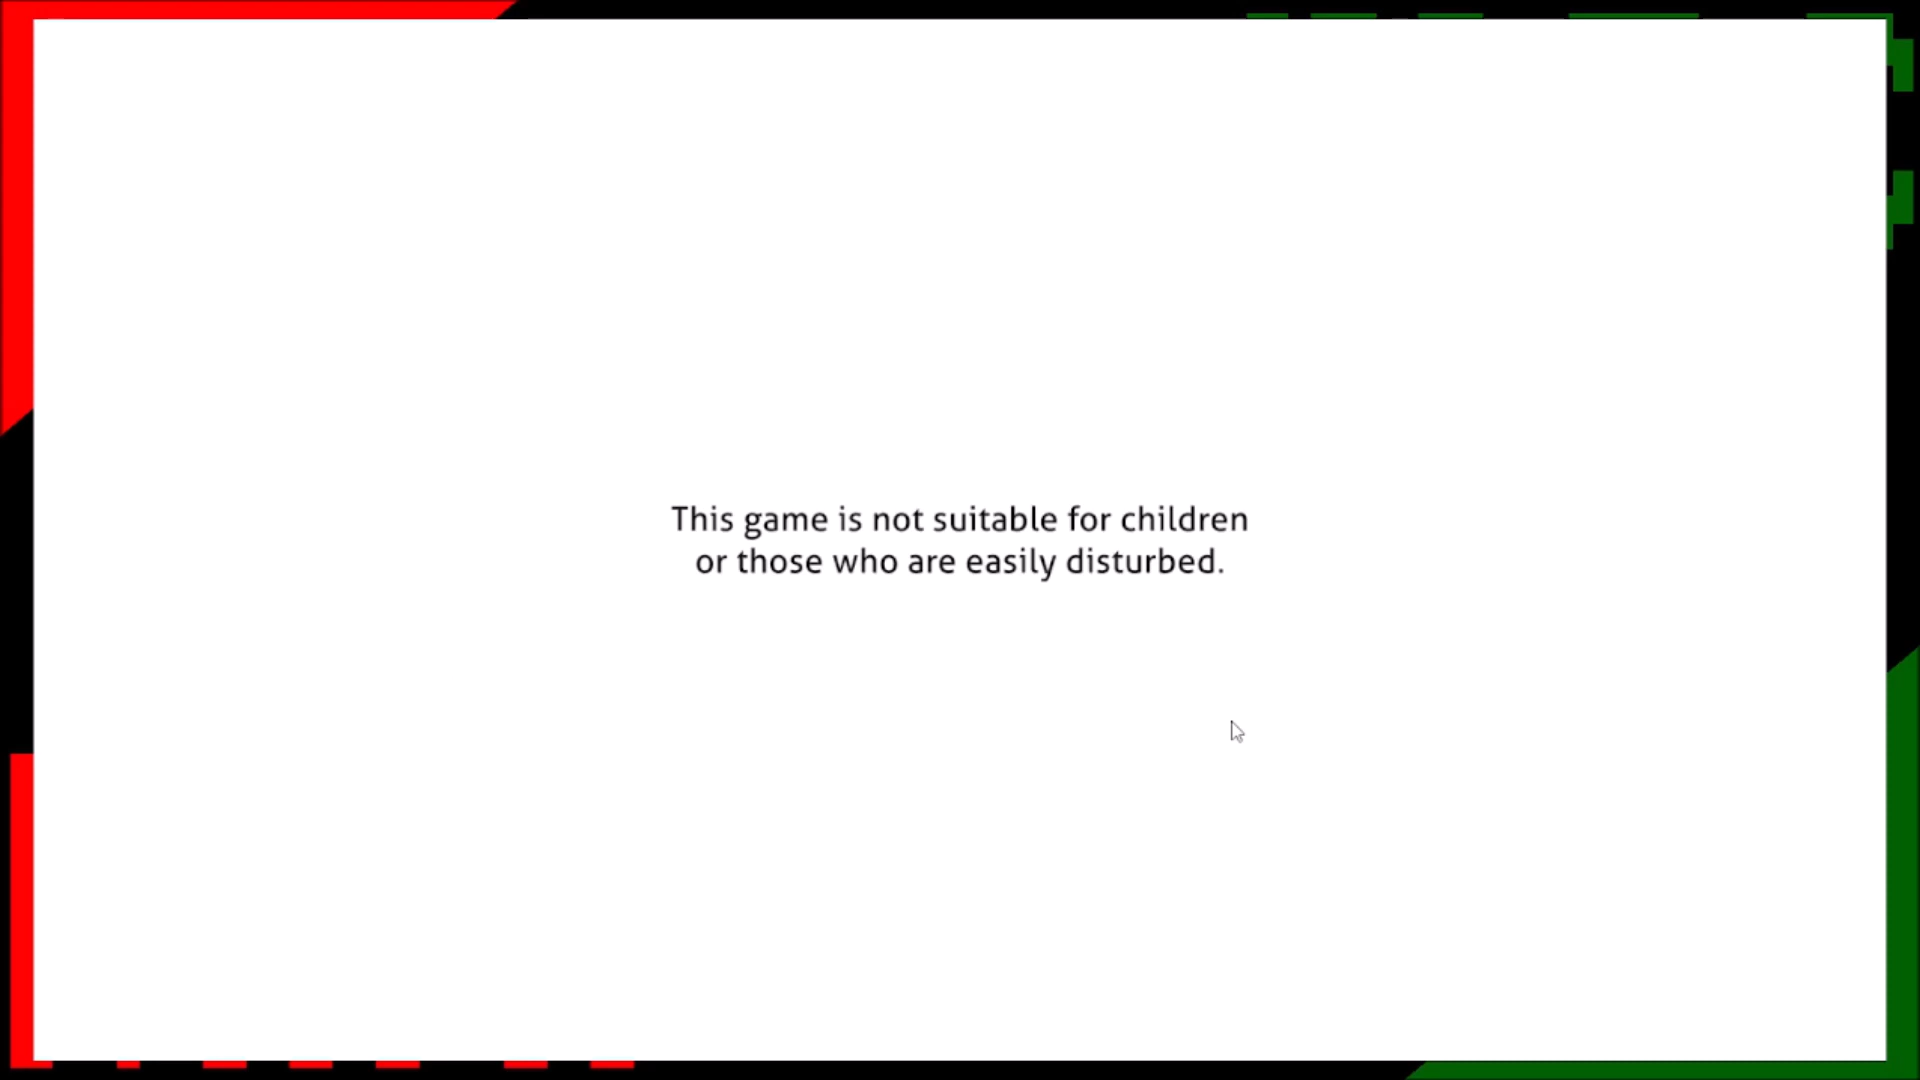 This game is not suitable for children
or those who are easily disturbed.